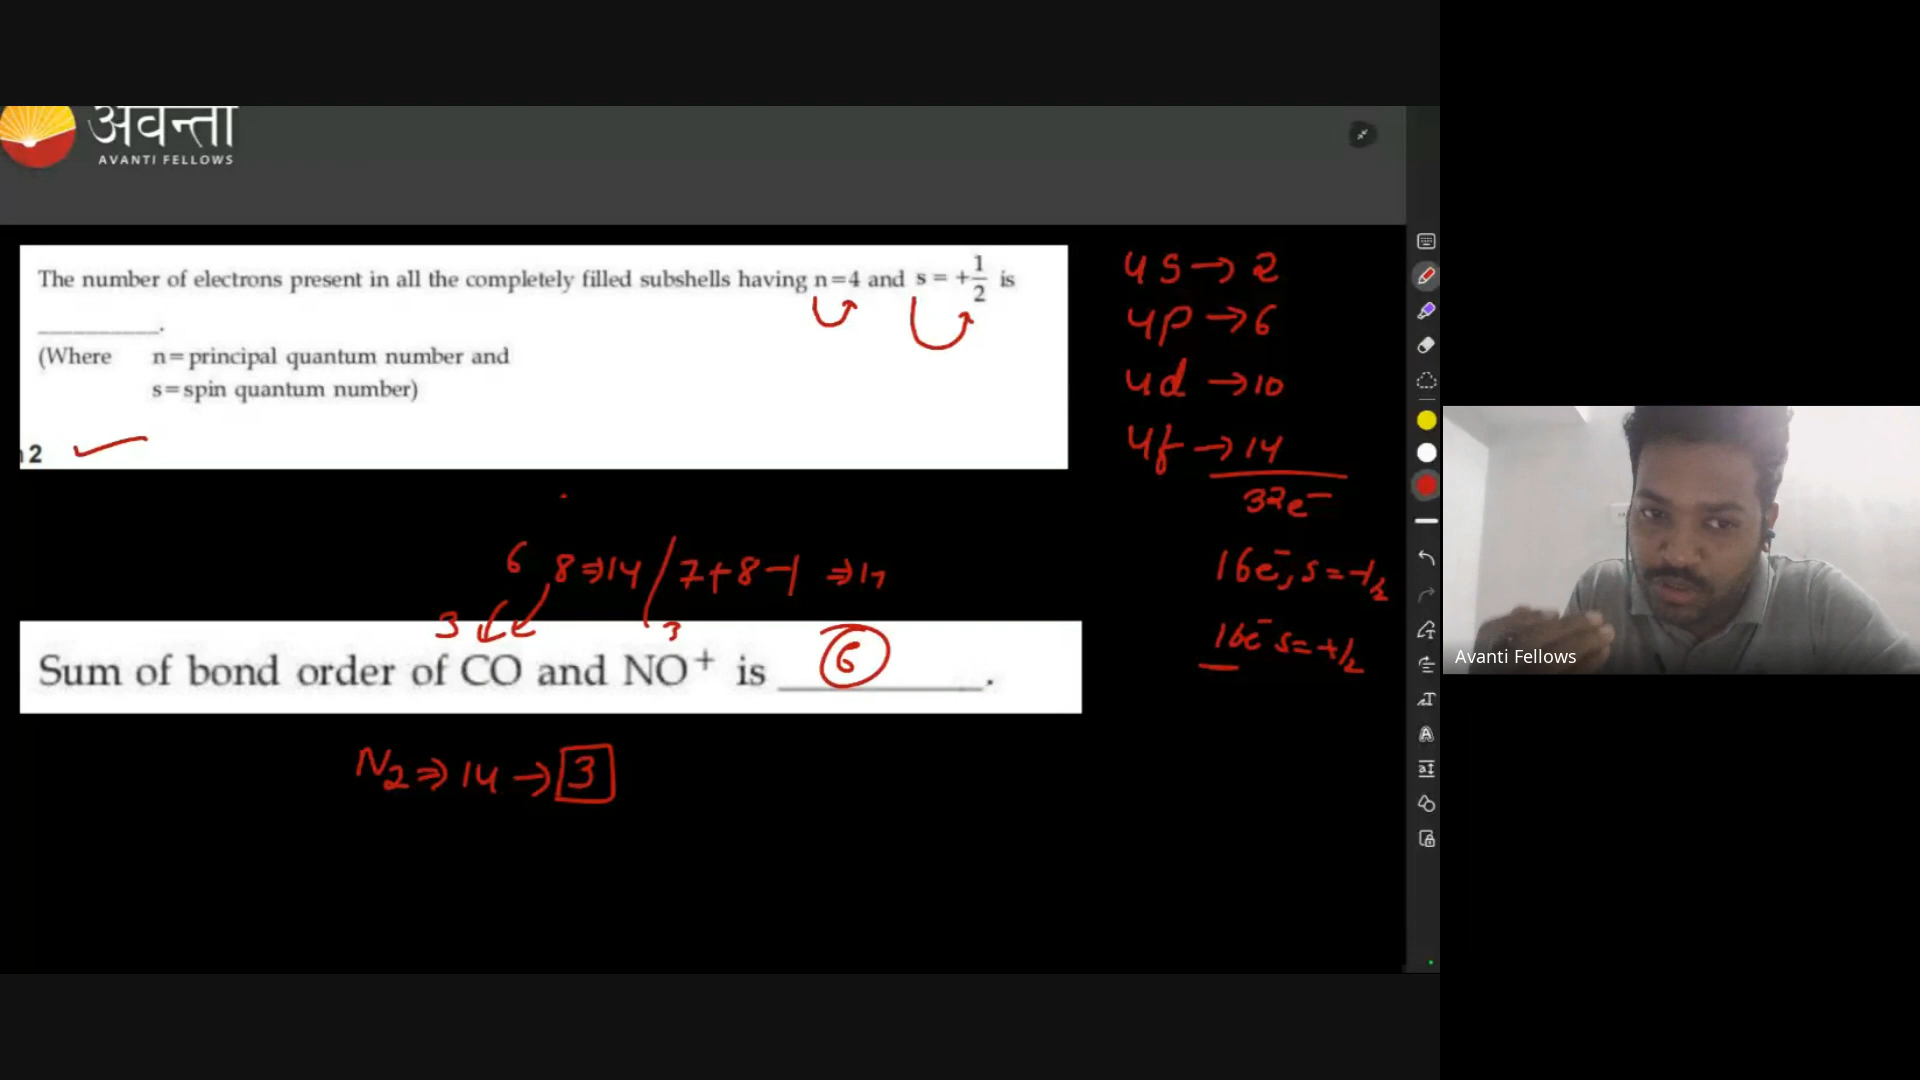 अवन्ती
AVANTI FELLOWS
The number of electrons present in all the completely filled subshells having n=4 and s = +1/2 is
________.
(Where n=principal quantum number and
s=spin quantum number)
2
4s → 2
4p → 6
4d → 10
4f → 14
32e⁻
16e⁻, s = -1/2
16e⁻ s = +1/2
6 8 ⇒ 14 / 7+8-1 ⇒
3 3
Sum of bond order of CO and NO⁺ is ____6____.
N₂ ⇒ 14 → 3
Avanti Fellows